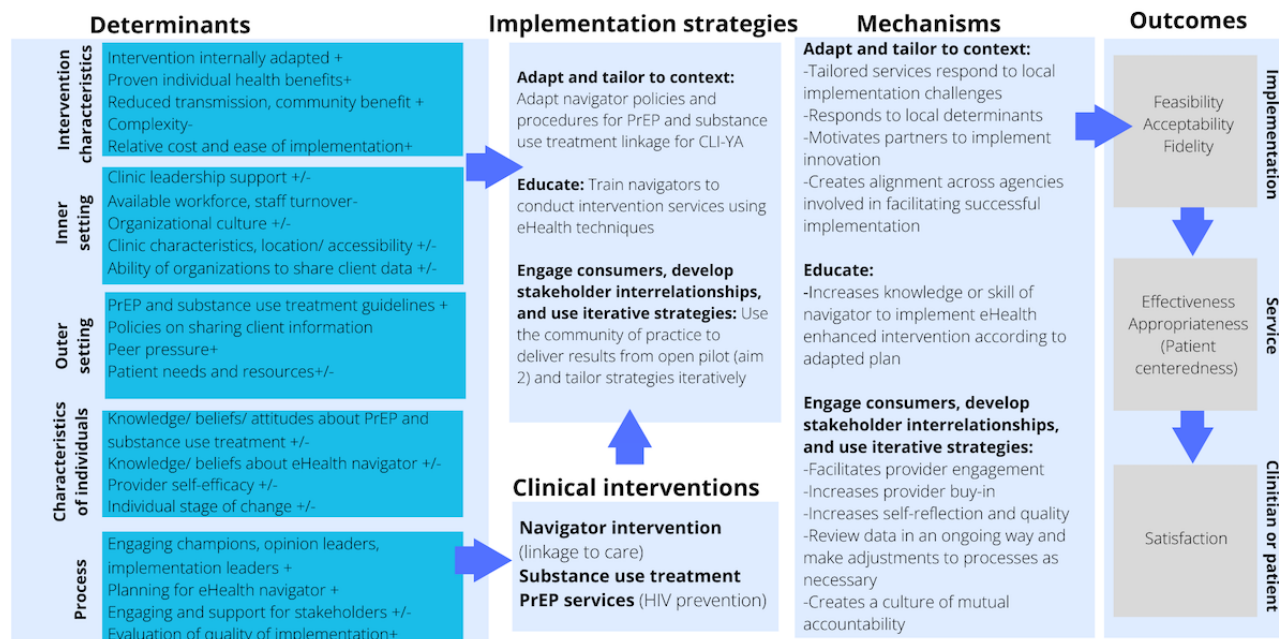 Determinants
Intervention
characteristics
Intervention internally adapted +
Proven individual health benefits+
Reduced transmission, community benefit +
Complexity-
Relative cost and ease of implementation+
Inner
setting
Clinic leadership support +/-
Available workforce, staff turnover-
Organizational culture +/-
Clinic characteristics, location/ accessibility +/-
Ability of organizations to share client data +/-
Outer
setting
PrEP and substance use treatment guidelines +
Policies on sharing client information
Peer pressure+
Patient needs and resources+/-
Characteristics
of individuals
Knowledge/ beliefs/ attitudes about PrEP and
substance use treatment +/-
Knowledge/ beliefs about eHealth navigator +/-
Provider self-efficacy +/-
Individual stage of change +/-
Process
Engaging champions, opinion leaders,
implementation leaders +
Planning for eHealth navigator +
Engaging and support for stakeholders +/-
Evaluation of quality of implementation+
Implementation strategies
Adapt and tailor to context:
Adapt navigator policies and
procedures for PrEP and substance
use treatment linkage for CLI-YA
Educate: Train navigators to
conduct intervention services using
eHealth techniques
Engage consumers, develop
stakeholder interrelationships,
and use iterative strategies: Use
the community of practice to
deliver results from open pilot (aim
2) and tailor strategies iteratively
Clinical interventions
Navigator intervention
(linkage to care)
Substance use treatment
PrEP services (HIV prevention)
Mechanisms
Adapt and tailor to context:
-Tailored services respond to local
implementation challenges
-Responds to local determinants
-Motivates partners to implement
innovation
-Creates alignment across agencies
involved in facilitating successful
implementation
Educate:
-Increases knowledge or skill of
navigator to implement eHealth
enhanced intervention according to
adapted plan
Engage consumers, develop
stakeholder interrelationships,
and use iterative strategies:
-Facilitates provider engagement
-Increases provider buy-in
-Increases self-reflection and quality
-Review data in an ongoing way and
make adjustments to processes as
necessary
-Creates a culture of mutual
accountability
Outcomes
Feasibility
Acceptability
Fidelity
Implementation
Effectiveness
Appropriateness
(Patient
centeredness)
Service
Satisfaction
Clinitian or patient